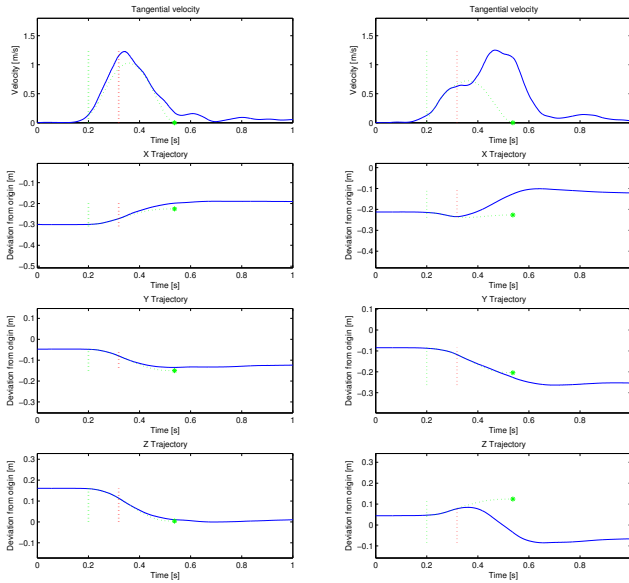 Tangential velocity
1.5
1
0.5
0
Velocity [m/s]
0 0.2 0.4 0.6 0.8 1
Time [s]
X Trajectory
−0.1
−0.2
−0.3
−0.4
−0.5
Deviation from origin [m]
0 0.2 0.4 0.6 0.8 1
Time [s]
Y Trajectory
0.1
0
−0.1
−0.2
−0.3
Deviation from origin [m]
0 0.2 0.4 0.6 0.8 1
Time [s]
Z Trajectory
0.3
0.2
0.1
0
−0.1
Deviation from origin [m]
0 0.2 0.4 0.6 0.8 1
Time [s]
Tangential velocity
1.5
1
0.5
0
Velocity [m/s]
0 0.2 0.4 0.6 0.8
Time [s]
X Trajectory
0
−0.1
−0.2
−0.3
−0.4
Deviation from origin [m]
0 0.2 0.4 0.6 0.8
Time [s]
Y Trajectory
0.1
0
−0.1
−0.2
−0.3
Deviation from origin [m]
0 0.2 0.4 0.6 0.8
Time [s]
Z Trajectory
0.3
0.2
0.1
0
−0.1
Deviation from origin [m]
0 0.2 0.4 0.6 0.8
Time [s]